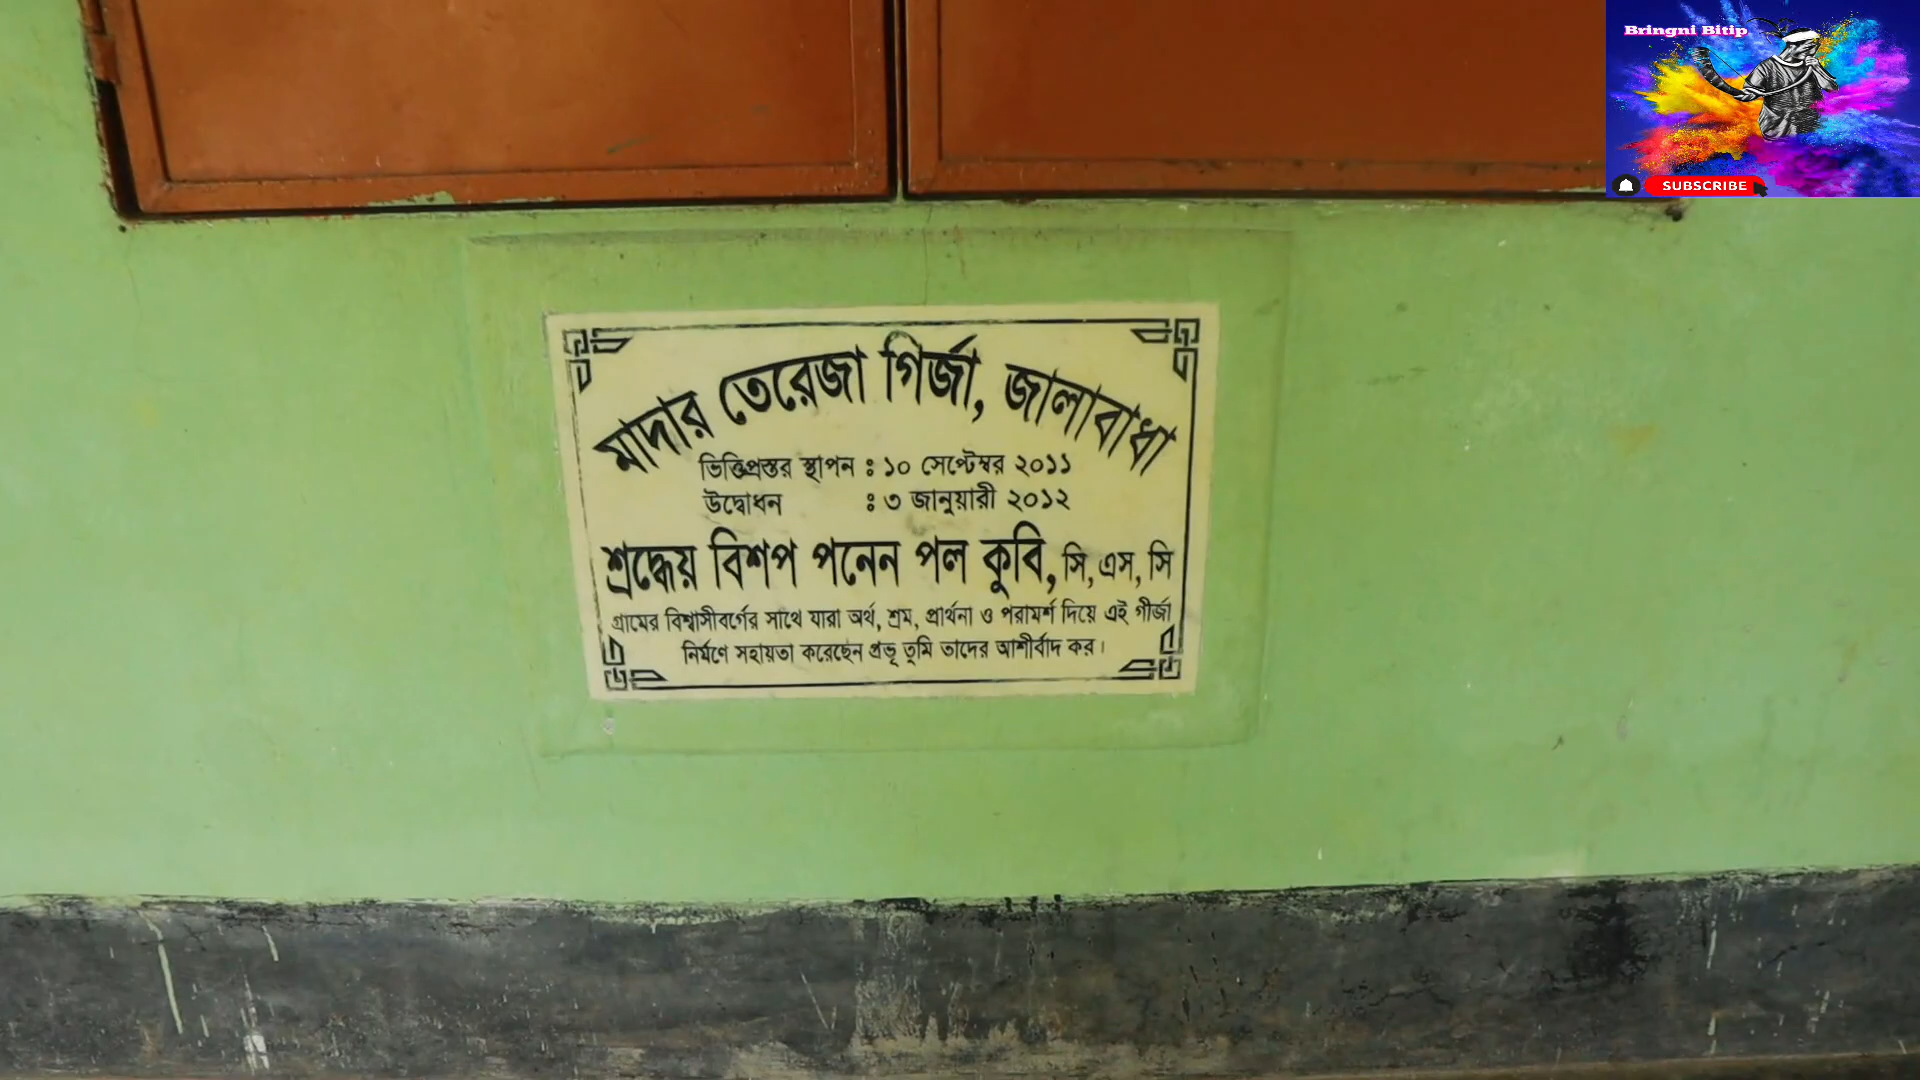 Bringni Bitip
SUBSCRIBE
মাদার তেরেজা গির্জা, জালাবাধা
ভিত্তিপ্রস্তর স্থাপন : ১০ সেপ্টেম্বর ২০১১
উদ্বোধন : ৩ জানুয়ারী ২০১২
শ্রদ্ধেয় বিশপ পনেন পল কুবি, সি, এস, সি
গ্রামের বিশ্বাসীবর্গের সাথে যারা অর্থ, শ্রম, প্রার্থনা ও পরামর্শ দিয়ে এই গীর্জা
নির্মণে সহায়তা করেছেন প্রভূ তুমি তাদের আশীর্বাদ কর।